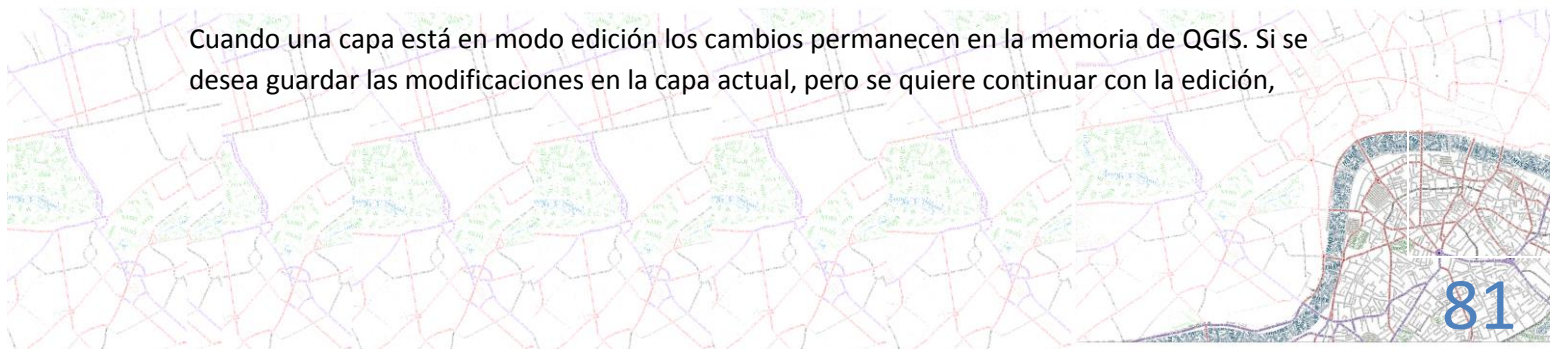 Cuando una capa está en modo edición los cambios permanecen en la memoria de QGIS. Si se
desea guardar las modificaciones en la capa actual, pero se quiere continuar con la edición,
81